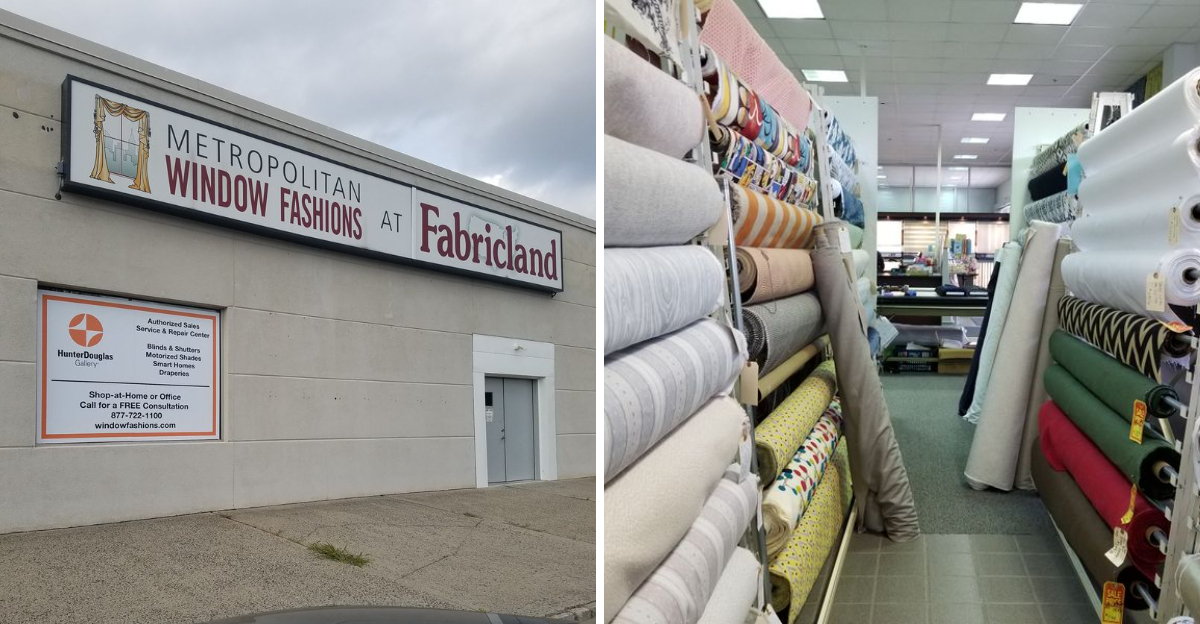 METROPOLITAN
WINDOW FASHIONS
AT
Fabricland
HunterDouglas
Gallery
Authorized Sales
Service & Repair Center
Blinds & Shutters
Motorized Shades
Smart Homes
Draperies
Shop-at-Home or Office
Call for a FREE Consultation
877-722-1100
windowfashions.com
SALE
PRICE